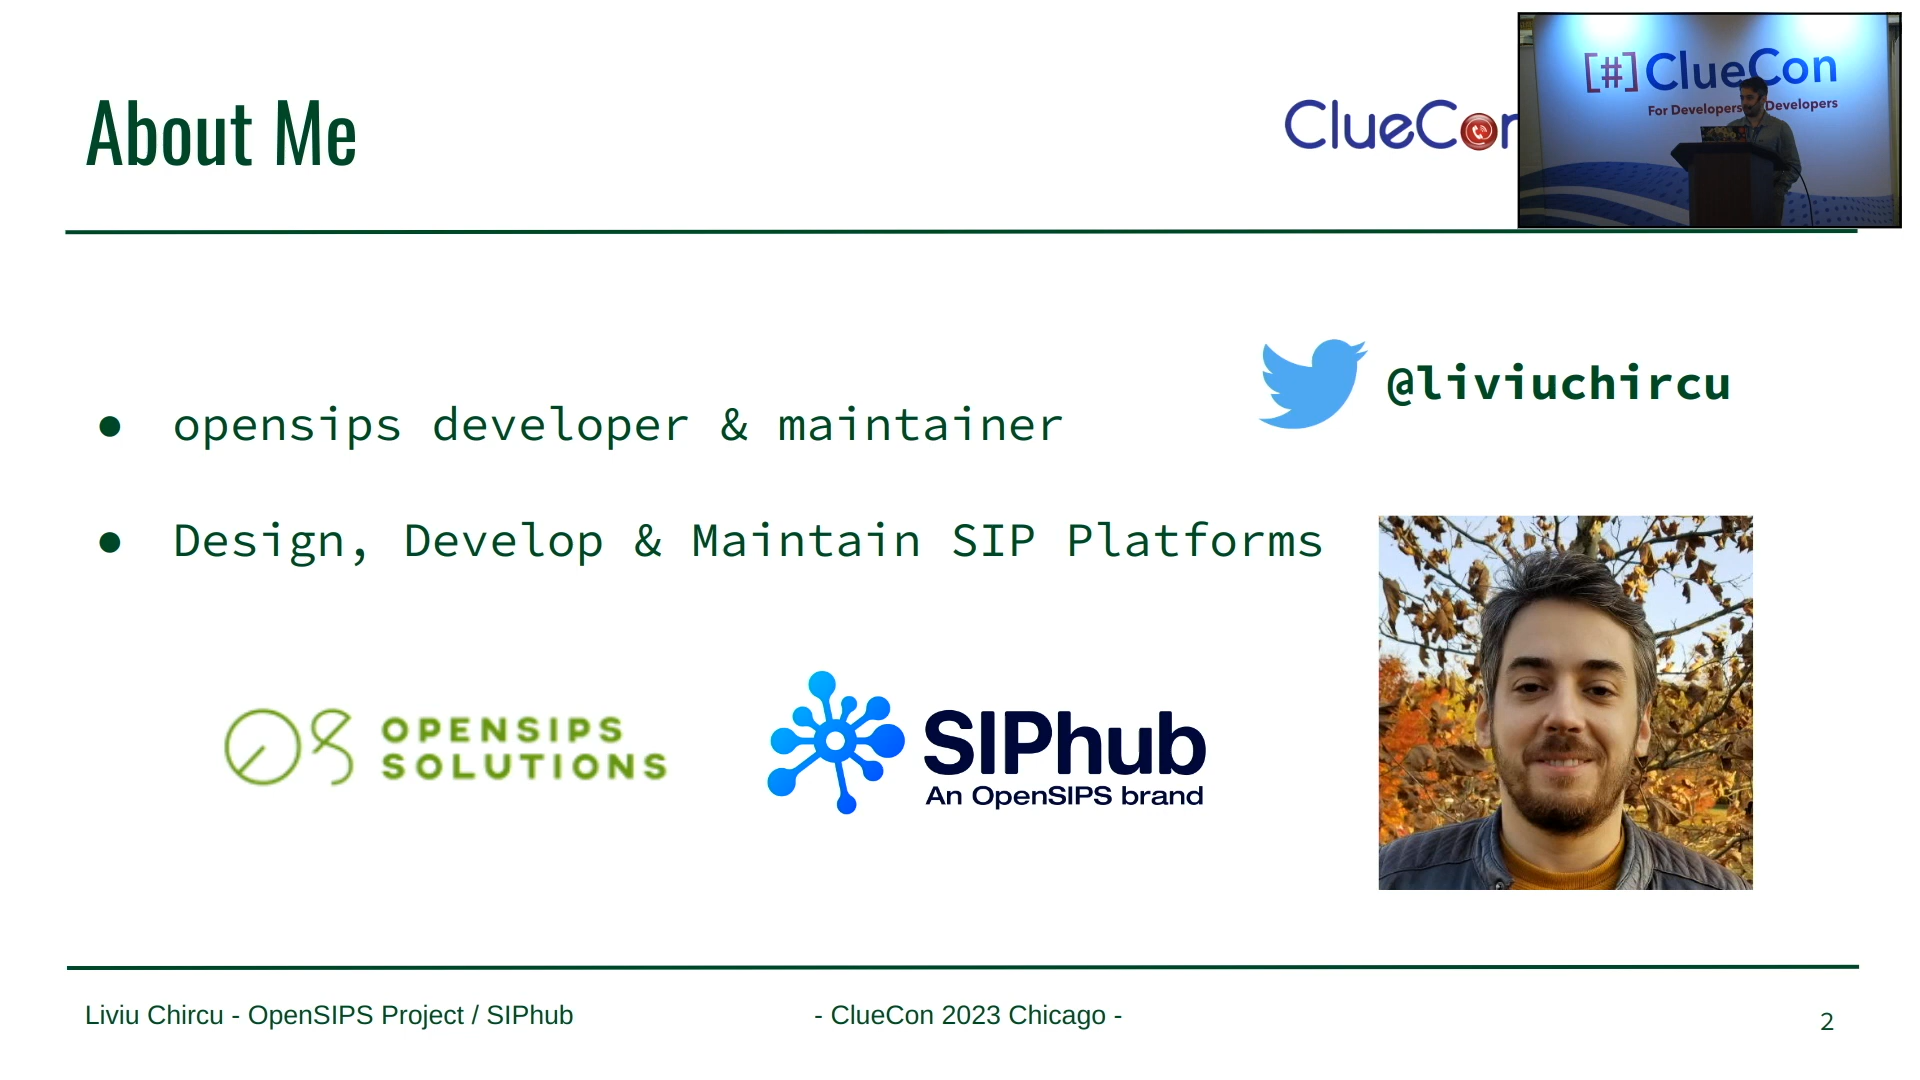 About Me
ClueCon
[#] ClueCon
For Developers Developers
@liviuchircu
● opensips developer & maintainer
● Design, Develop & Maintain SIP Platforms
OPENSIPS
SOLUTIONS
SIPhub
An OpenSIPS brand
Liviu Chircu - OpenSIPS Project / SIPhub
- ClueCon 2023 Chicago -
2